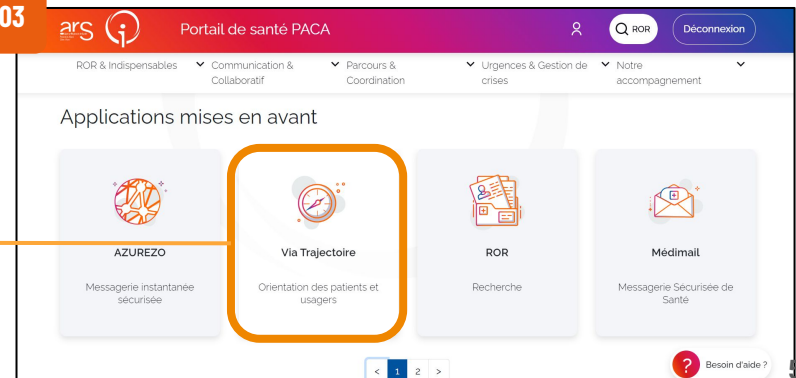 03
ars
Portail de santé PACA
ROR
Déconnexion
ROR & Indispensables
Communication &
Collaboratif
Parcours &
Coordination
Urgences & Gestion de
crises
Notre
accompagnement
Applications mises en avant
AZUREZO
Messagerie instantanée
sécurisée
Via Trajectoire
Orientation des patients et
usagers
ROR
Recherche
Médimail
Messagerie Sécurisée de
Santé
< 1 2 >
? Besoin d'aide ?